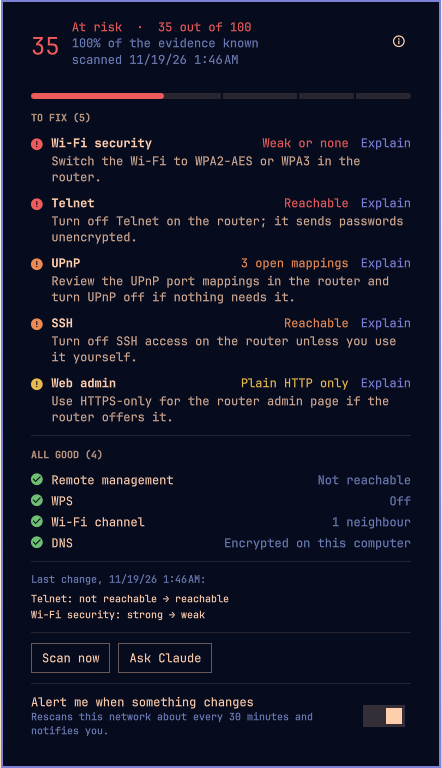 35
At risk · 35 out of 100
100% of the evidence known
scanned 11/19/26 1:46AM
TO FIX (5)
Wi-Fi security Weak or none Explain
Switch the Wi-Fi to WPA2-AES or WPA3 in the
router.
Telnet Reachable Explain
Turn off Telnet on the router; it sends passwords
unencrypted.
UPnP 3 open mappings Explain
Review the UPnP port mappings in the router and
turn UPnP off if nothing needs it.
SSH Reachable Explain
Turn off SSH access on the router unless you use
it yourself.
Web admin Plain HTTP only Explain
Use HTTPS-only for the router admin page if the
router offers it.
ALL GOOD (4)
Remote management Not reachable
WPS Off
Wi-Fi channel 1 neighbour
DNS Encrypted on this computer
Last change, 11/19/26 1:46AM:
Telnet: not reachable → reachable
Wi-Fi security: strong → weak
Scan now Ask Claude
Alert me when something changes
Rescans this network about every 30 minutes and
notifies you.